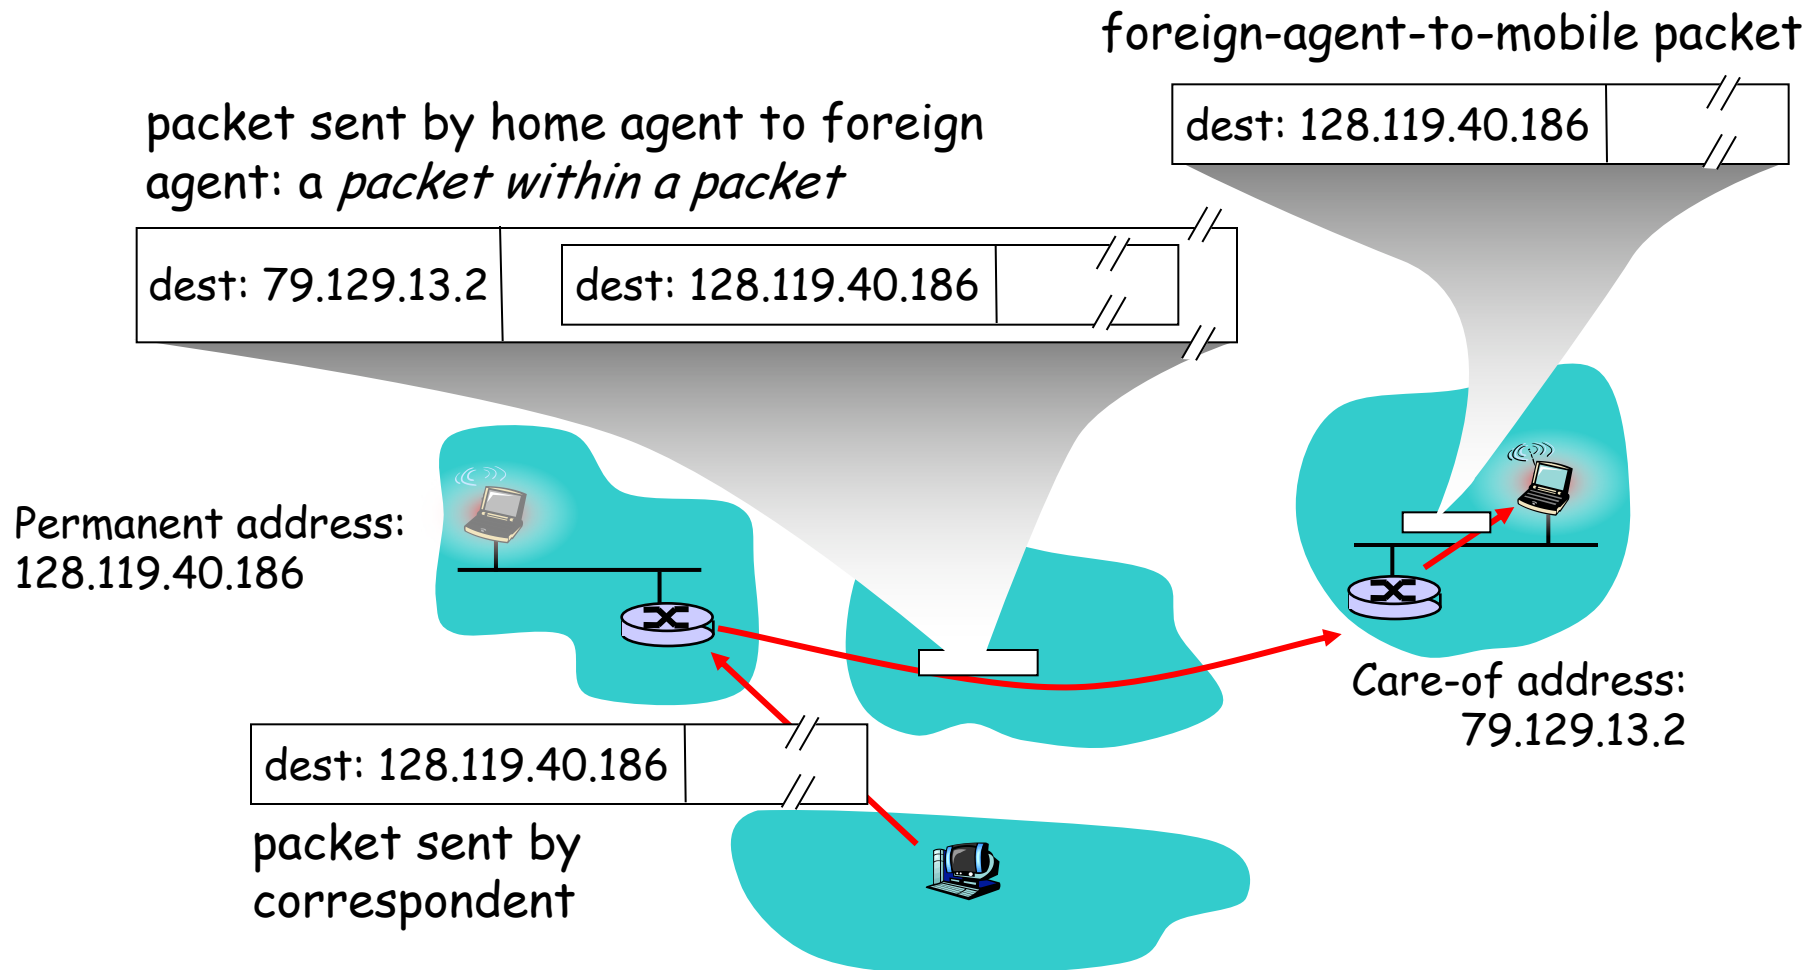 foreign-agent-to-mobile packet
dest: 128.119.40.186
packet sent by home agent to foreign
agent: a packet within a packet
dest: 79.129.13.2
dest: 128.119.40.186
Permanent address:
128.119.40.186
Care-of address:
79.129.13.2
dest: 128.119.40.186
packet sent by
correspondent